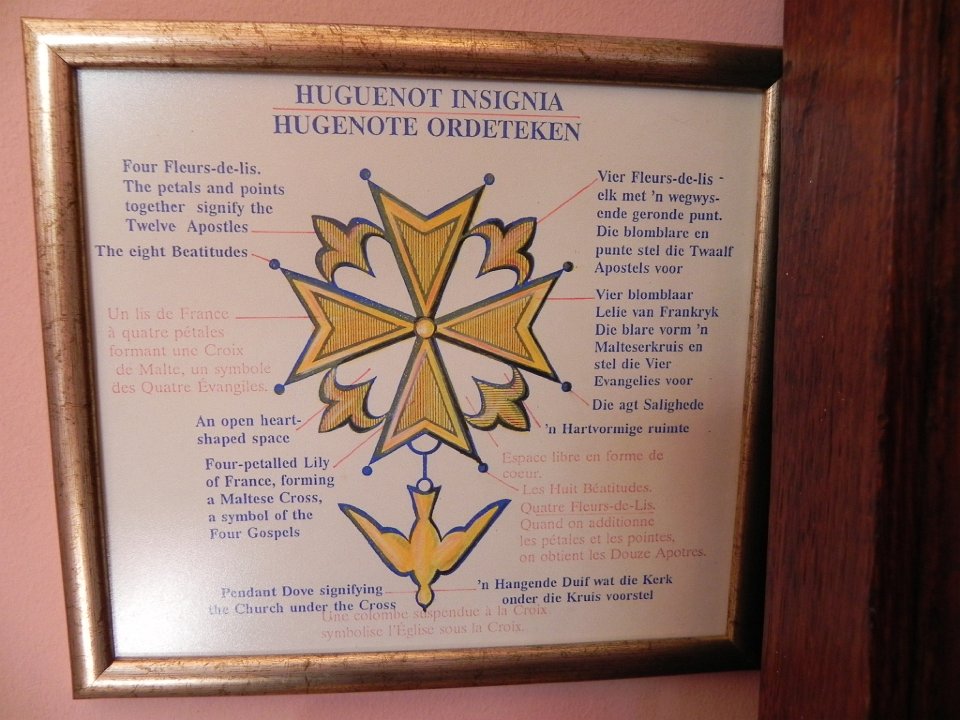 HUGUENOT INSIGNIA
HUGENOTE ORDETEKEN
Four Fleurs-de-lis.
The petals and points
together signify the
Twelve Apostles
The eight Beatitudes
Un lis de France
à quatre pétales
formant une Croix
de Malte, un symbole
des Quatre Évangiles.
An open heart-
shaped space
Four-petalled Lily
of France, forming
a Maltese Cross,
a symbol of the
Four Gospels
Pendant Dove signifying
the Church under the Cross
Vier Fleurs-de-lis -
elk met 'n wegwys-
ende geronde punt.
Die blomblare en
punte stel die Twaalf
Apostels voor
Vier blomblaar
Lelie van Frankryk
Die blare vorm 'n
Malteserkruis en
stel die Vier
Evangelies voor
Die agt Salighede
'n Hartvormige ruimte
Espace libre en forme de
coeur.
Les Huit Béatitudes.
Quatre Fleurs-de-Lis.
Quand on additionne
les pétales et les pointes,
on obtient les Douze Apotres.
'n Hangende Duif wat die Kerk
onder die Kruis voorstel
Une colombe suspendue à la Croix
symbolise l'Église sous la Croix.